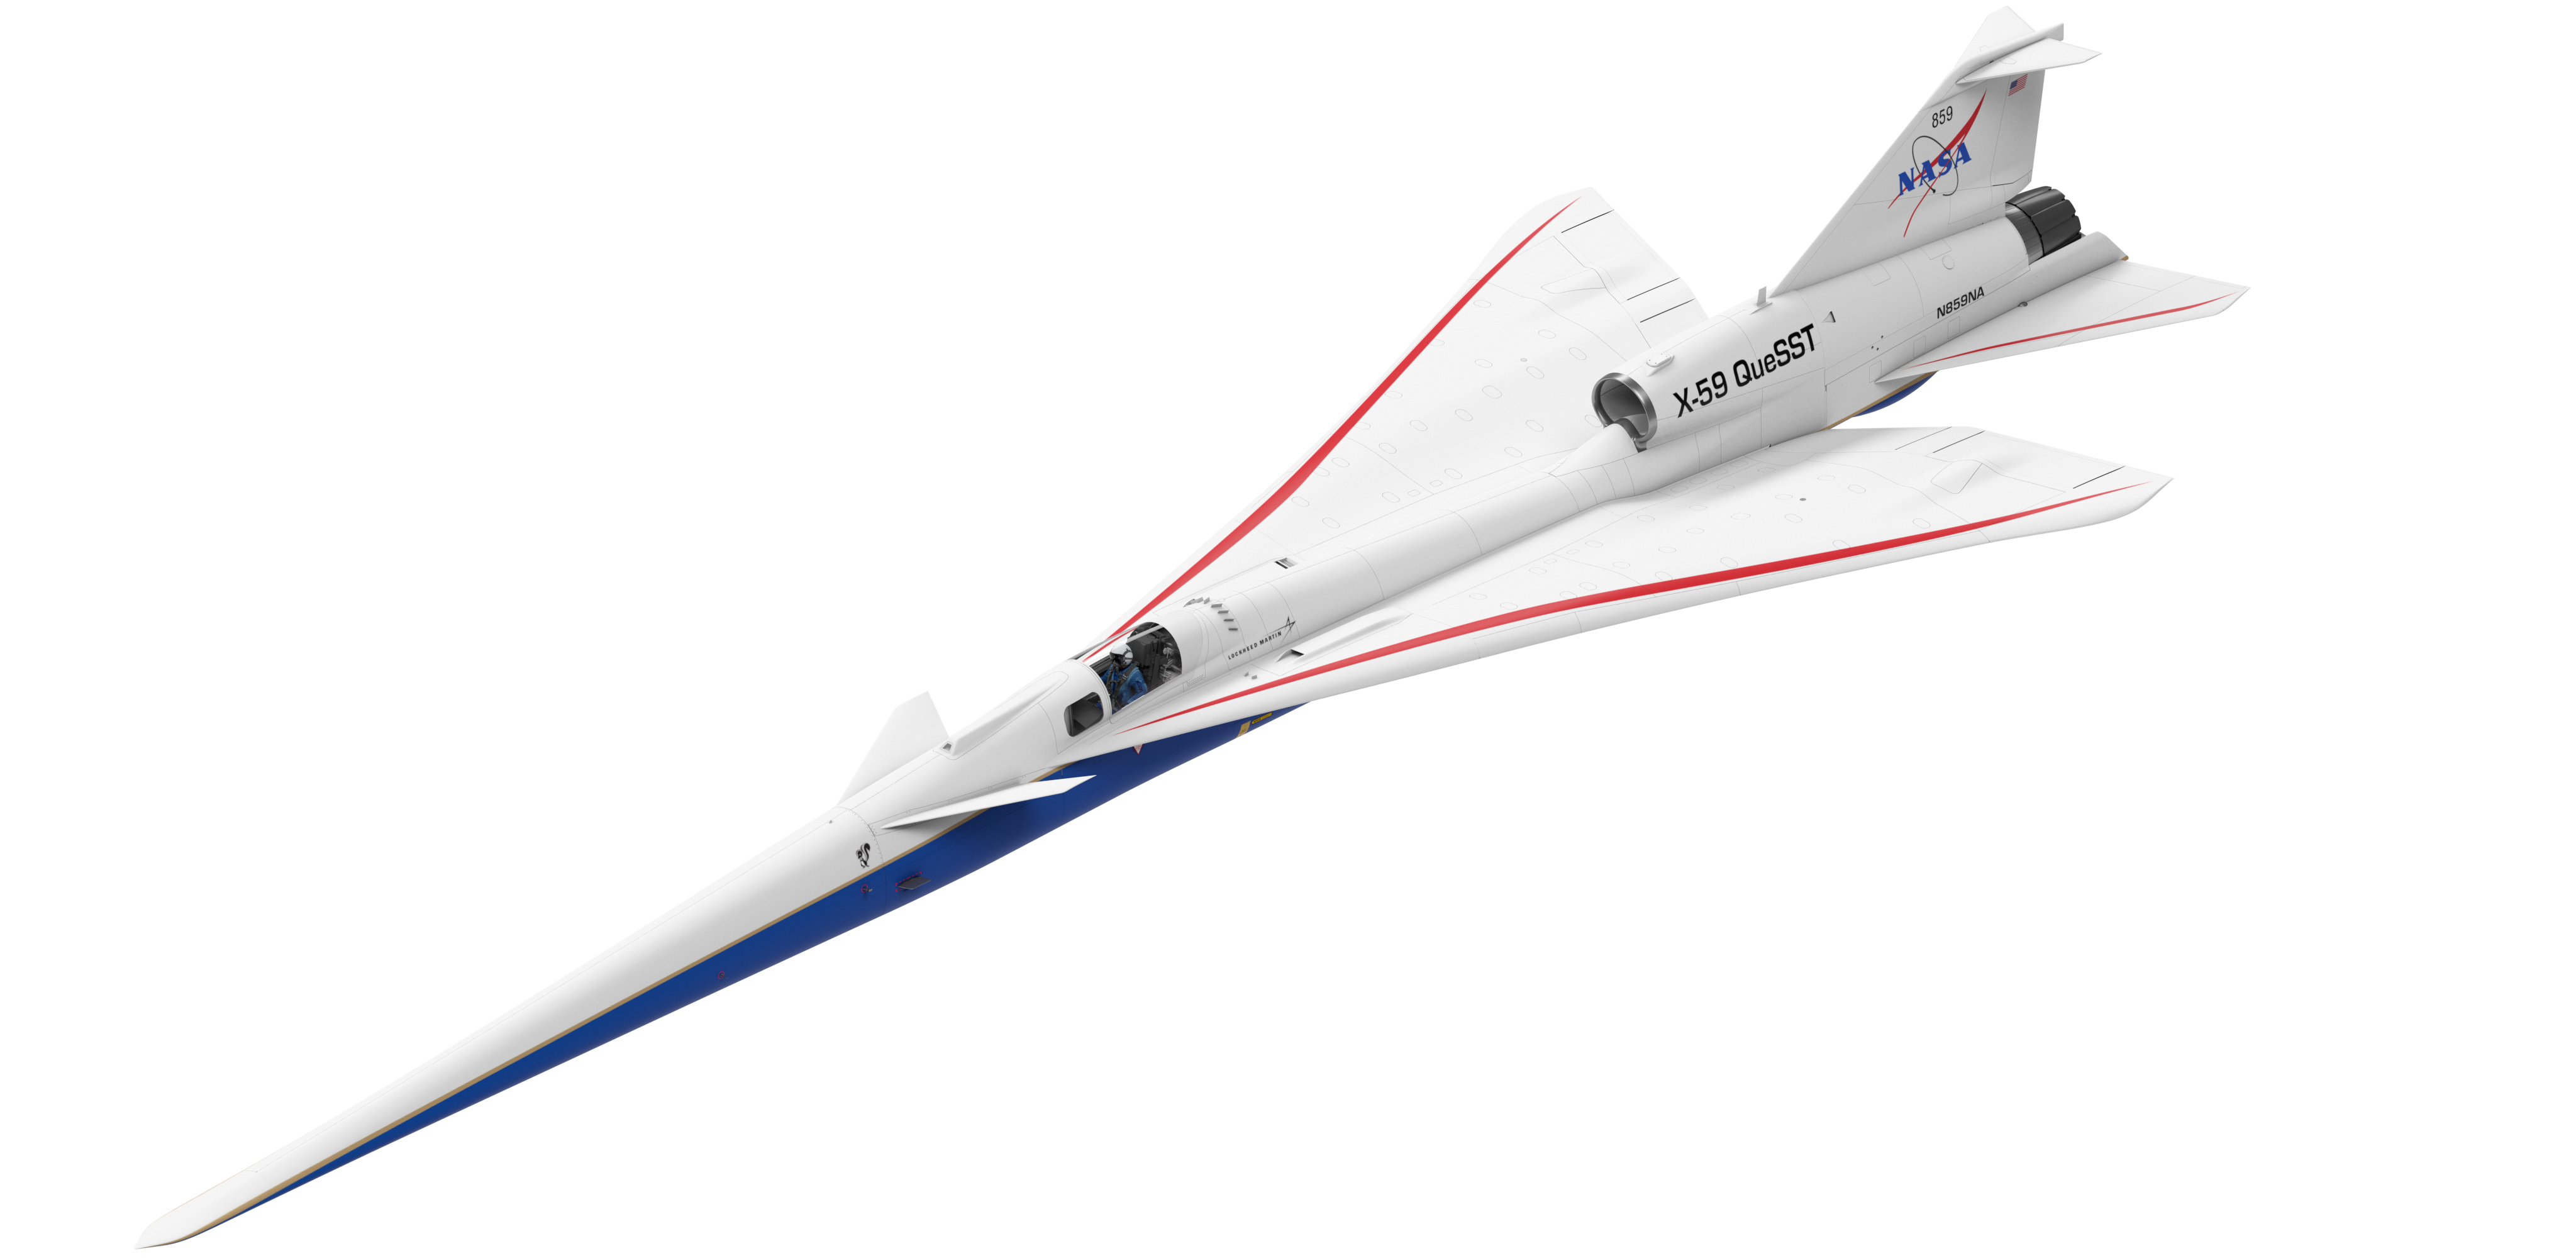 859
NASA
N859NA
X-59 QueSST
LOCKHEED MARTIN